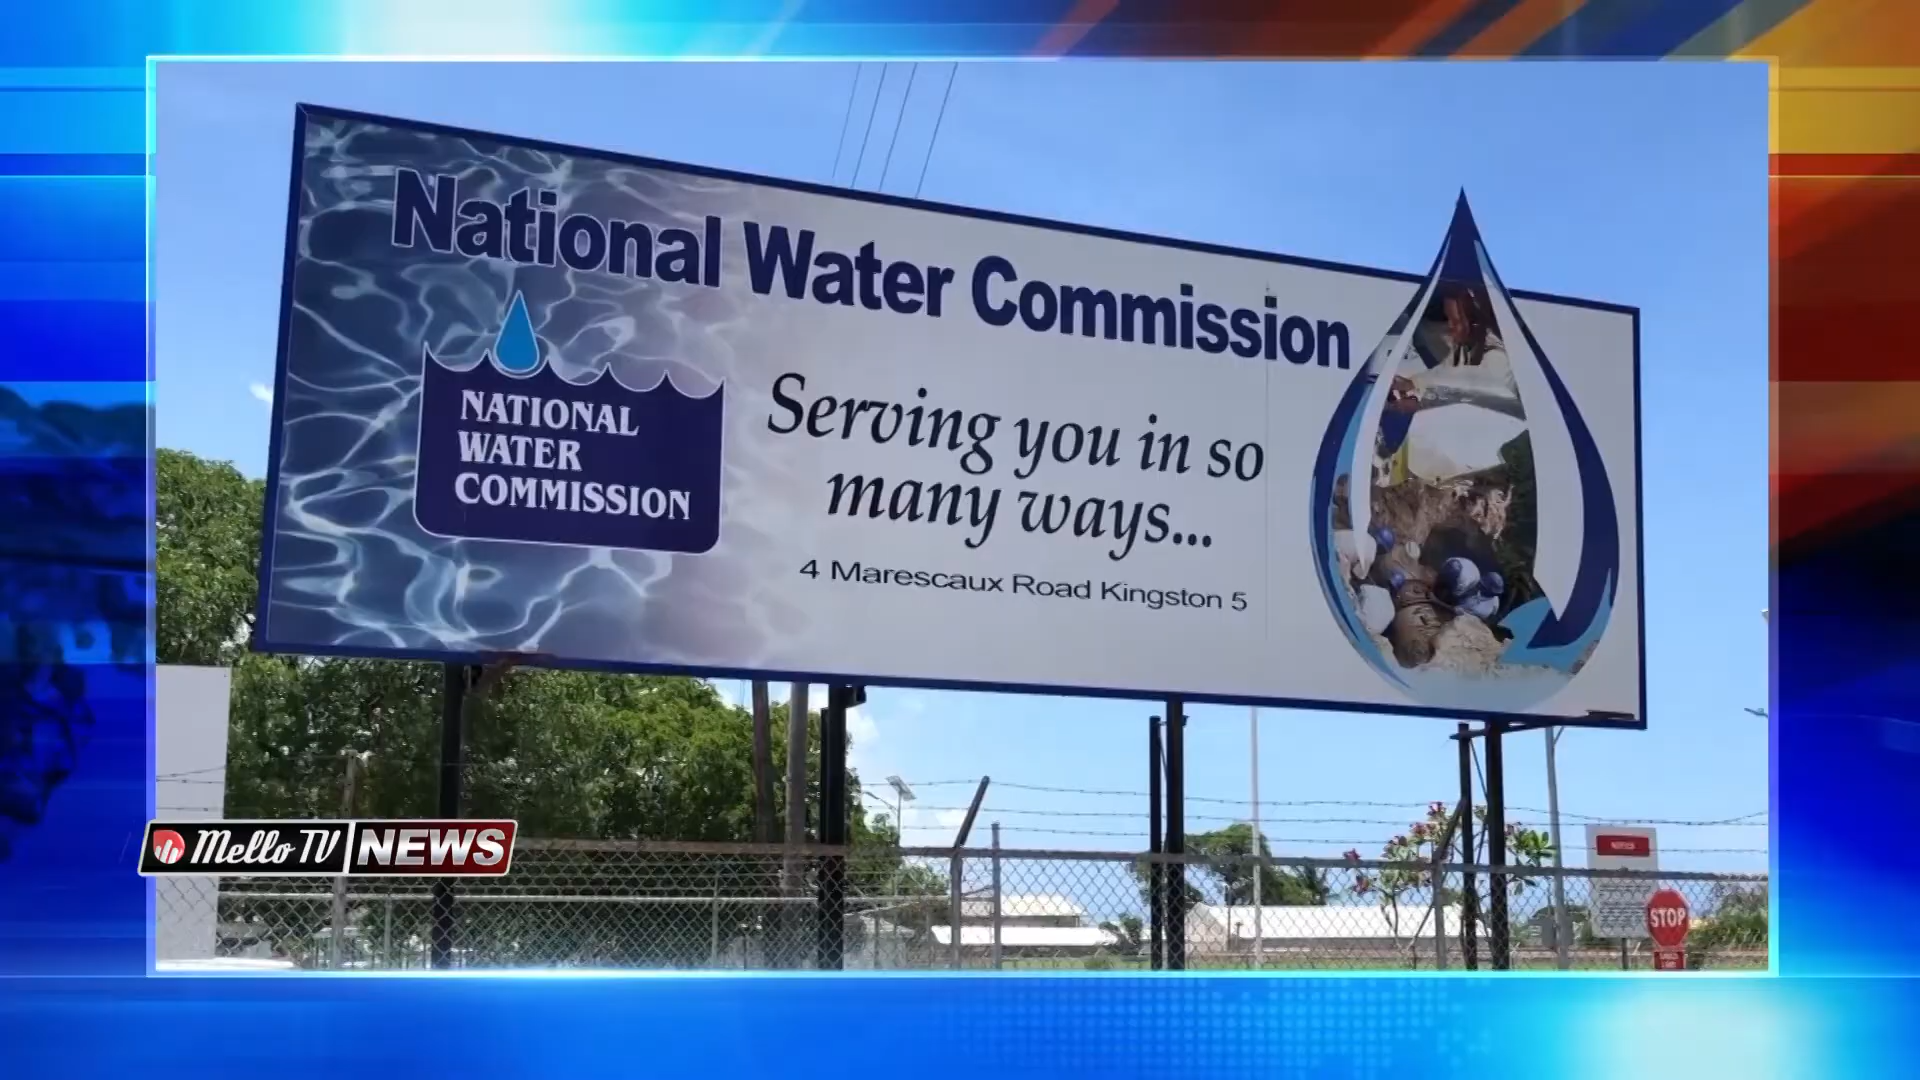 National Water Commission
NATIONAL
WATER
COMMISSION
Serving you in so
many ways...
4 Marescaux Road Kingston 5
Mello TV NEWS
NOTICE
STOP